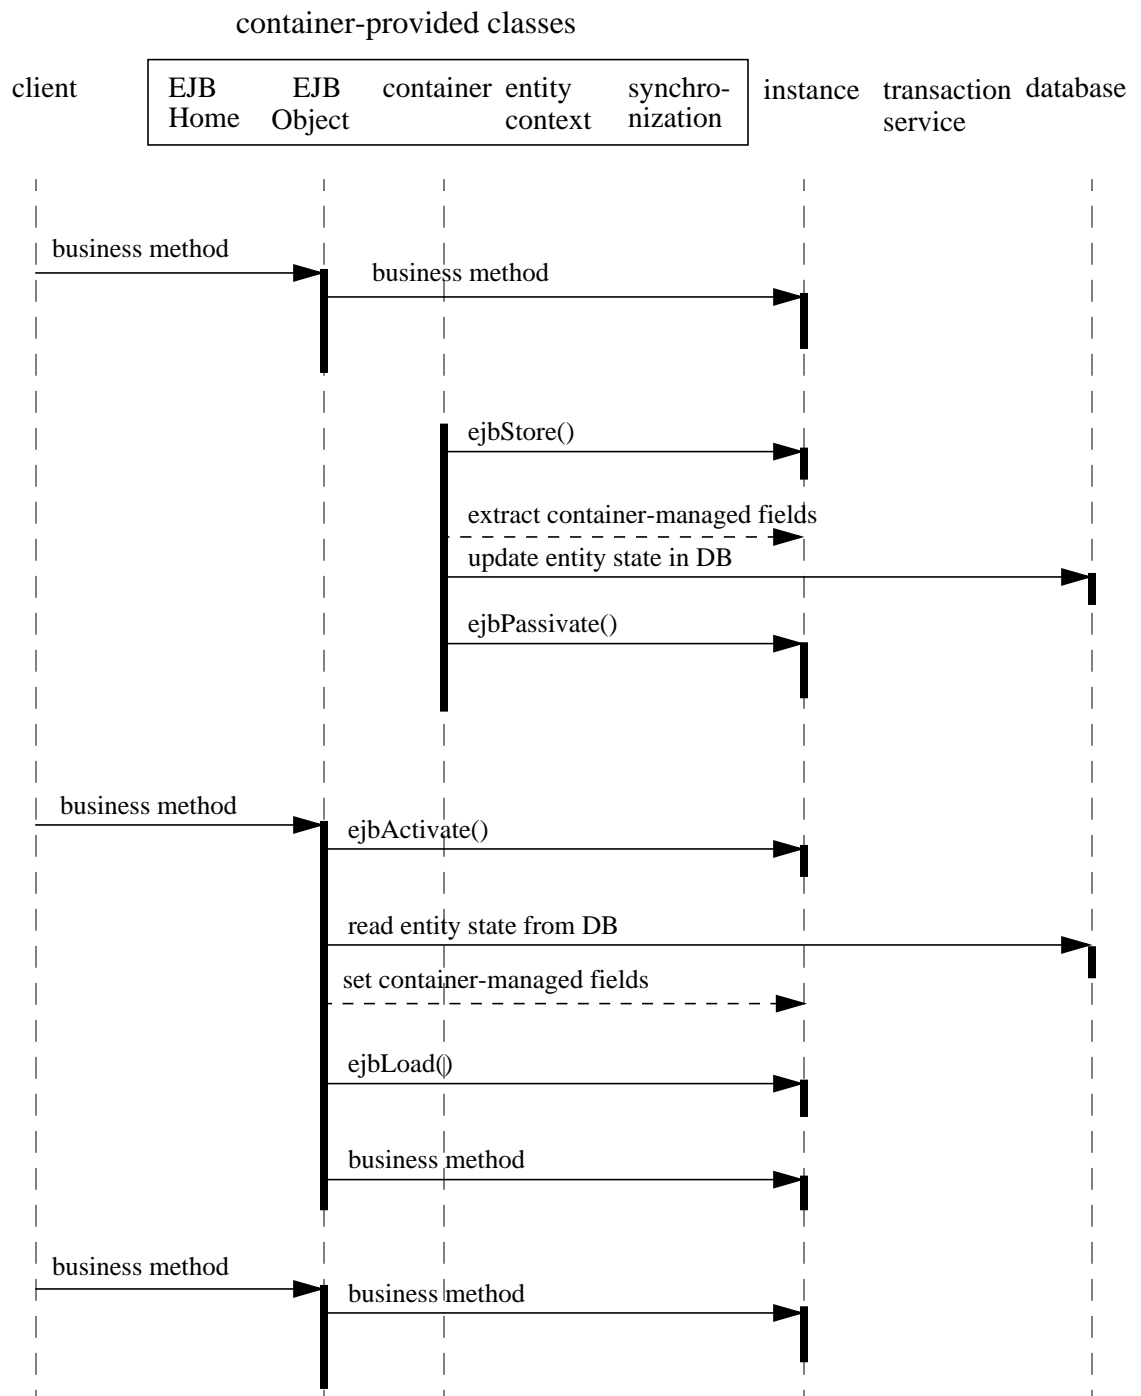 container-provided classes
client
EJB
Home
EJB
Object
container
entity
context
synchro-
nization
instance
transaction
service
database
business method
business method
ejbStore()
extract container-managed fields
update entity state in DB
ejbPassivate()
business method
ejbActivate()
read entity state from DB
set container-managed fields
ejbLoad()
business method
business method
business method